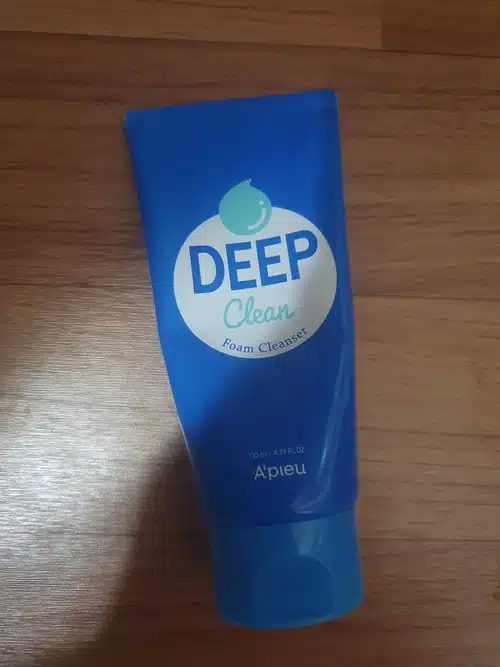 DEEP
Clean
Foam Cleanser
130 ml / 4.39 FL.OZ
A'pieu